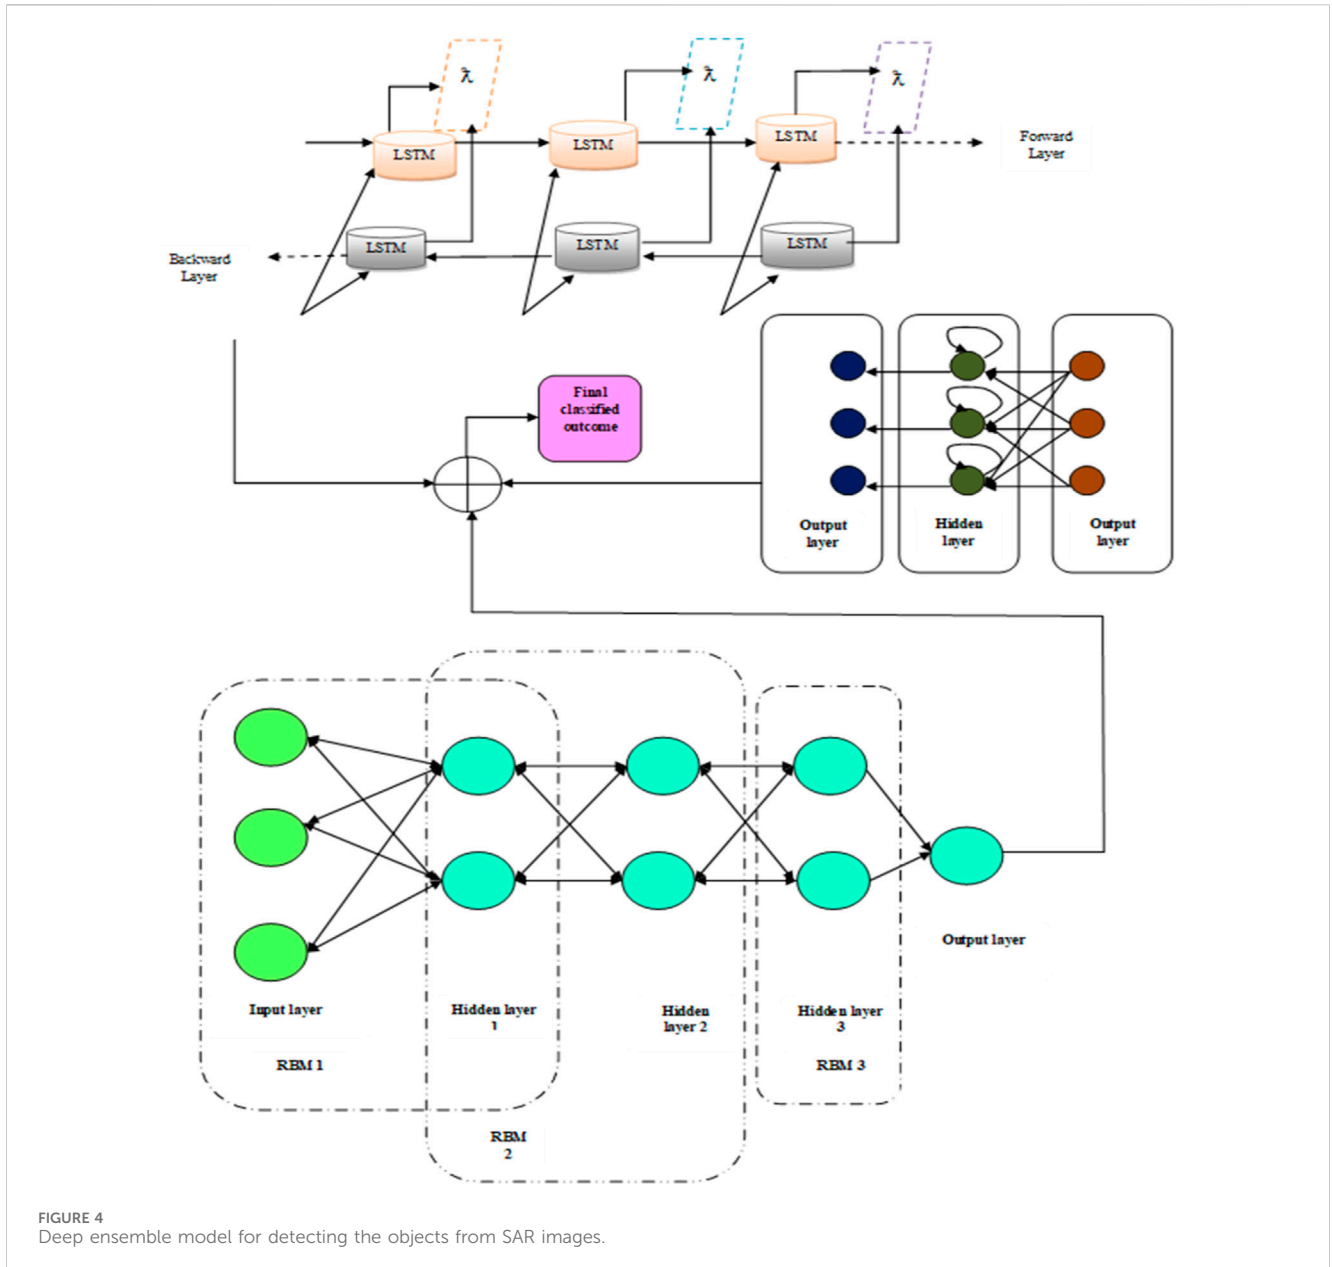 λ̃
λ̃
λ̃
LSTM
LSTM
LSTM
Forward
Layer
LSTM
LSTM
LSTM
Backward
Layer
Final
classified
outcome
Output
layer
Hidden
layer
Output
layer
Input layer
Hidden layer
1
Hidden
layer 2
Hidden layer
3
Output layer
RBM 1
RBM 3
RBM
2
FIGURE 4
Deep ensemble model for detecting the objects from SAR images.